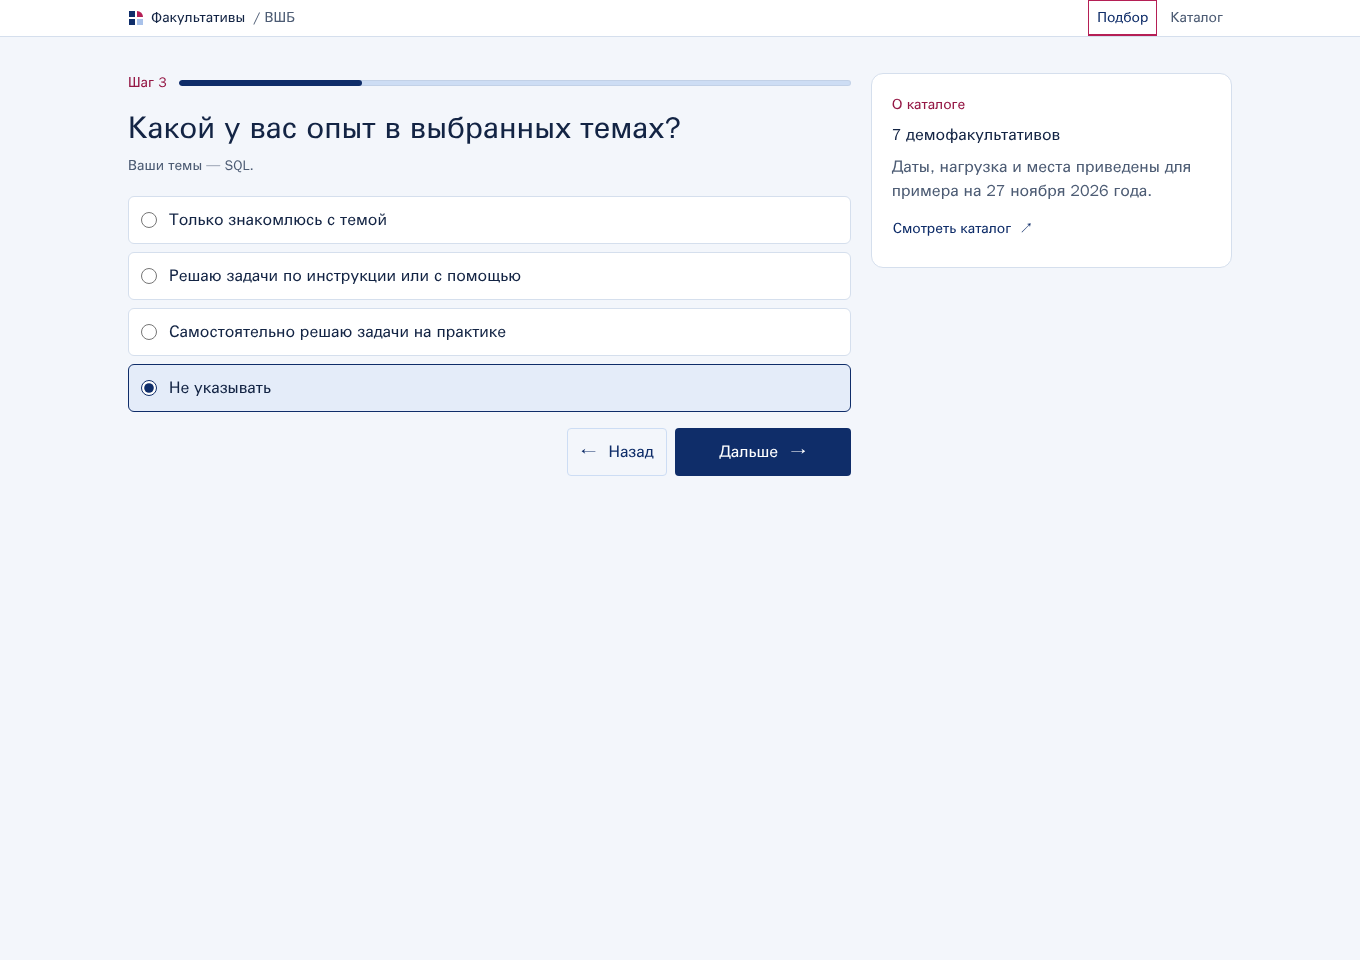 Факультативы / ВШБ
Подбор
Каталог
Шаг 3
Какой у вас опыт в выбранных темах?
Ваши темы — SQL.
Только знакомлюсь с темой
Решаю задачи по инструкции или с помощью
Самостоятельно решаю задачи на практике
Не указывать
← Назад
Дальше →
О каталоге
7 демофакультативов
Даты, нагрузка и места приведены для
примера на 27 ноября 2026 года.
Смотреть каталог ↗